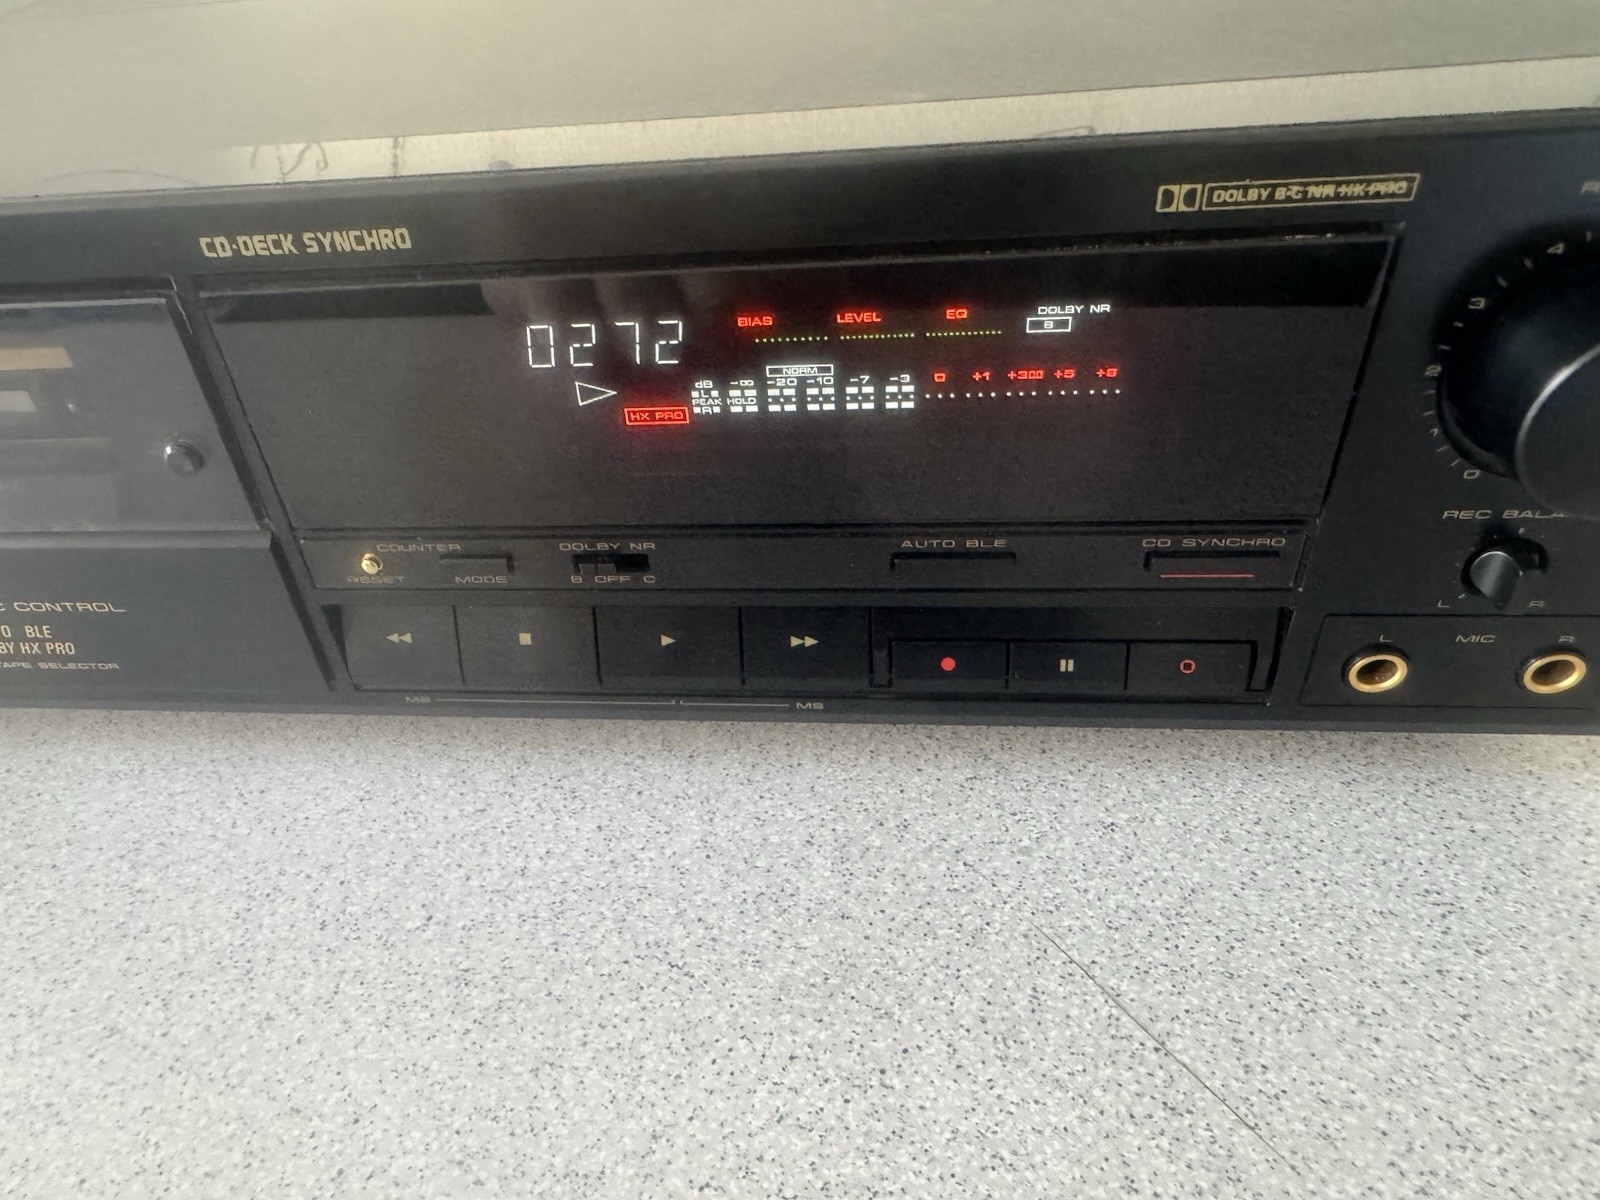 CD·DECK SYNCHRO
DOLBY B-C NR HX PRO
0272
BIAS LEVEL EQ DOLBY NR
B
NORM
dB -∞ -20 -10 -7 -3 0 +1 +3 +5 +8
L
PEAK HOLD
R
HX PRO
4
3
2
1
0
REC
L R
COUNTER
RESET MODE
DOLBY NR
B OFF C
AUTO BLE
CD SYNCHRO
CONTROL
BLE
HX PRO
TAPE SELECTOR
MS MS
L MIC R